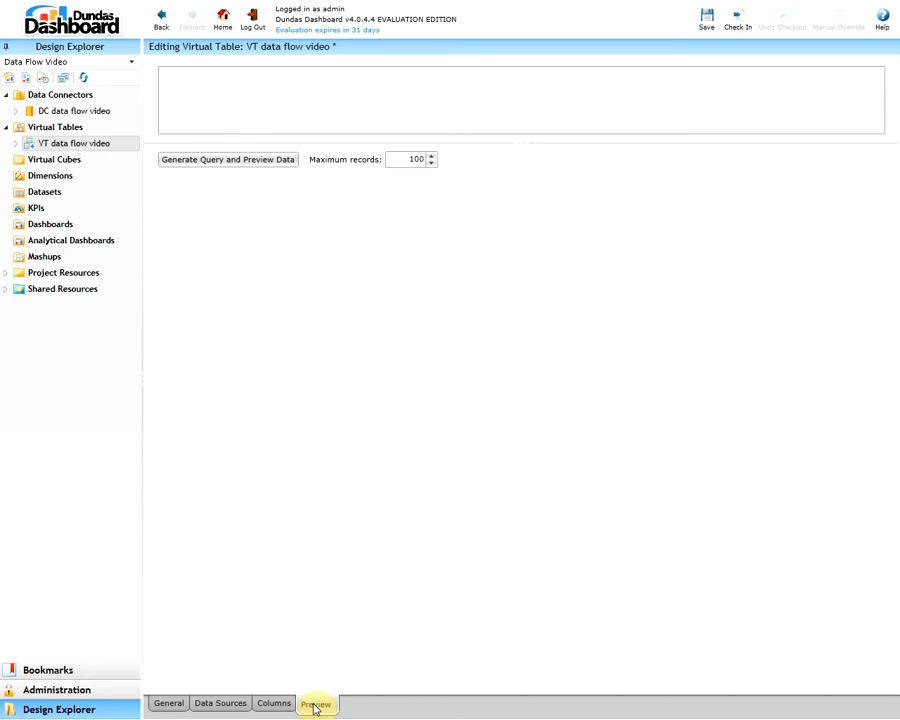 Dundas
Dashboard
Back
Forward
Home
Log Out
Logged in as admin
Dundas Dashboard v4.0.4.4 EVALUATION EDITION
Evaluation expires in 31 days
Save
Check In
Undo Checkout
Manual Override
Help
Design Explorer
Editing Virtual Table: VT data flow video *
Data Flow Video
Data Connectors
DC data flow video
Virtual Tables
VT data flow video
Virtual Cubes
Dimensions
Datasets
KPIs
Dashboards
Analytical Dashboards
Mashups
Project Resources
Shared Resources
Generate Query and Preview Data
Maximum records:
100
Bookmarks
Administration
Design Explorer
General
Data Sources
Columns
Preview